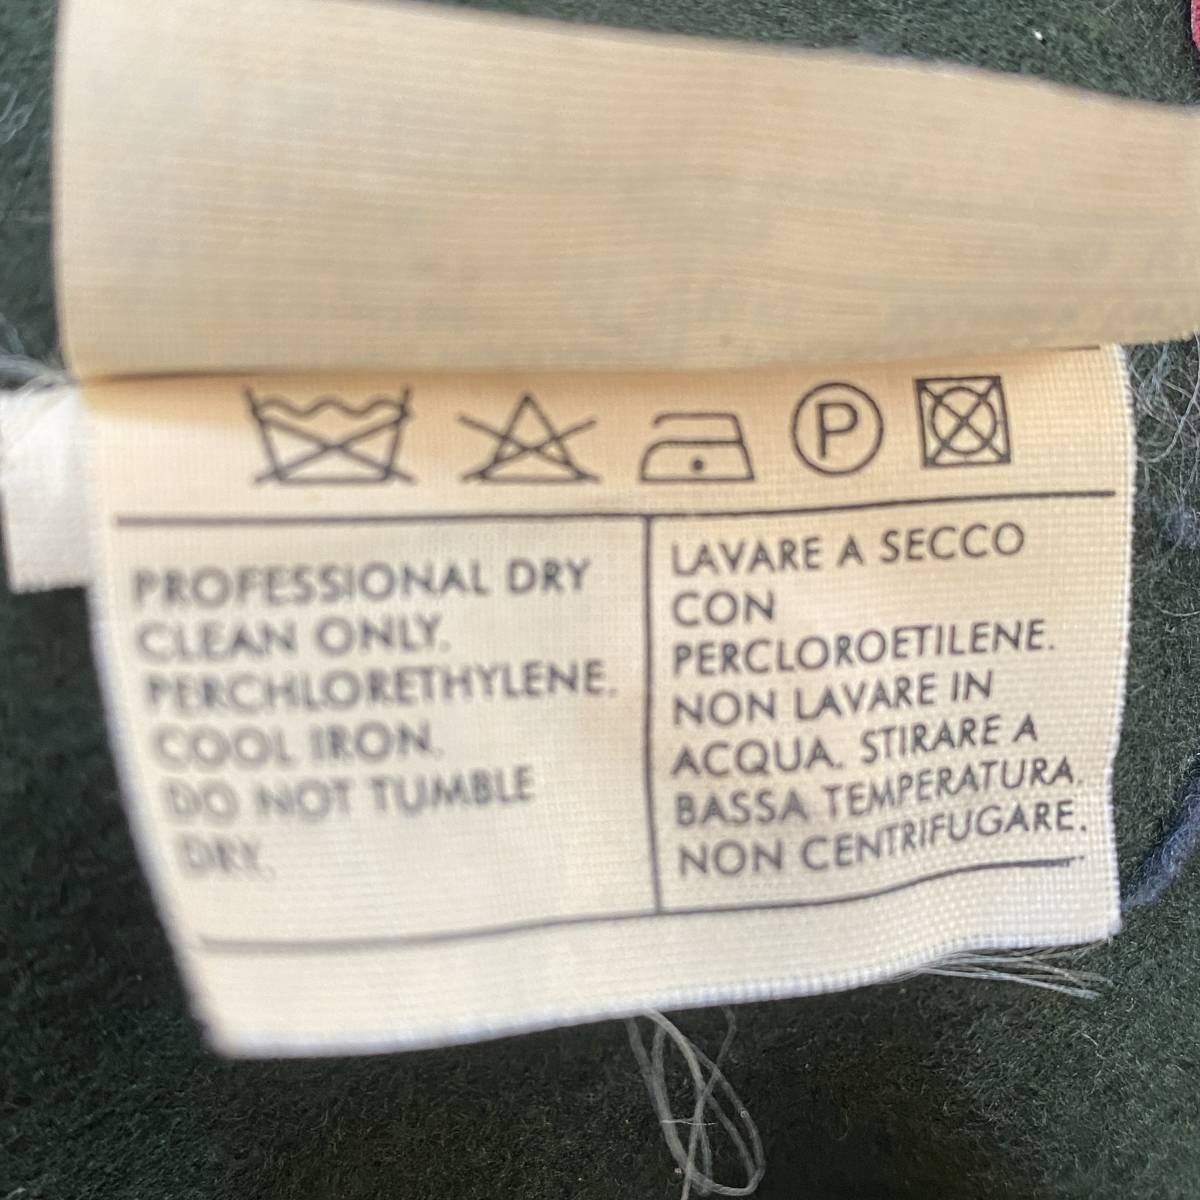 P
PROFESSIONAL DRY
CLEAN ONLY.
PERCHLORETHYLENE.
COOL IRON.
DO NOT TUMBLE
DRY.
LAVARE A SECCO
CON
PERCLOROETILENE.
NON LAVARE IN
ACQUA. STIRARE A
BASSA TEMPERATURA.
NON CENTRIFUGARE.